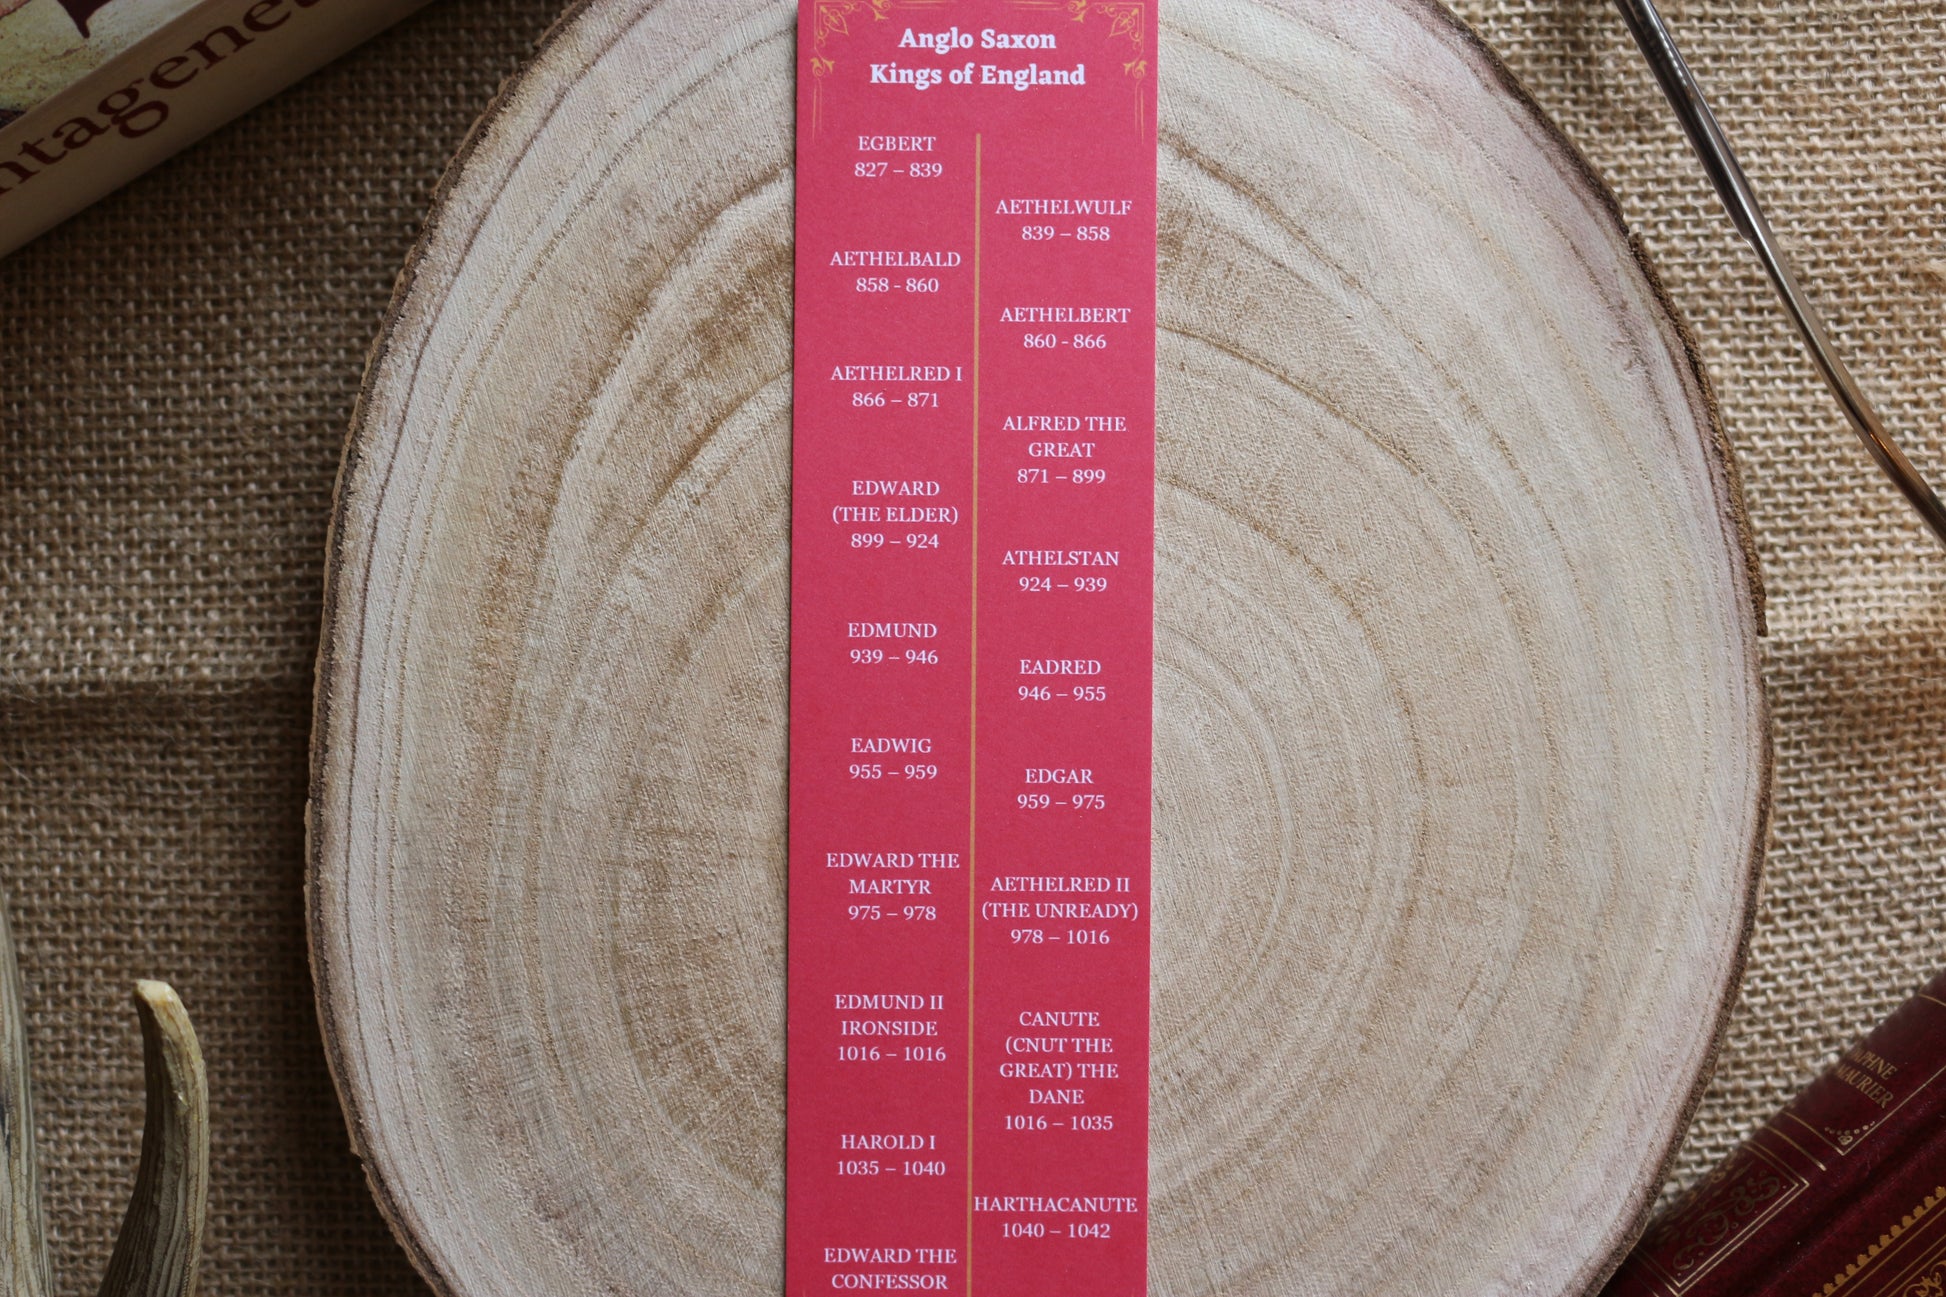 ntagene
Anglo Saxon
Kings of England
EGBERT
827 – 839
AETHELWULF
839 – 858
AETHELBALD
858 - 860
AETHELBERT
860 - 866
AETHELRED I
866 – 871
ALFRED THE
GREAT
871 – 899
EDWARD
(THE ELDER)
899 – 924
ATHELSTAN
924 – 939
EDMUND
939 – 946
EADRED
946 – 955
EADWIG
955 – 959
EDGAR
959 – 975
EDWARD THE
MARTYR
975 – 978
AETHELRED II
(THE UNREADY)
978 – 1016
EDMUND II
IRONSIDE
1016 – 1016
CANUTE
(CNUT THE
GREAT) THE
DANE
1016 – 1035
HAROLD I
1035 – 1040
HARTHACANUTE
1040 – 1042
EDWARD THE
CONFESSOR
APHNE
MAURIER